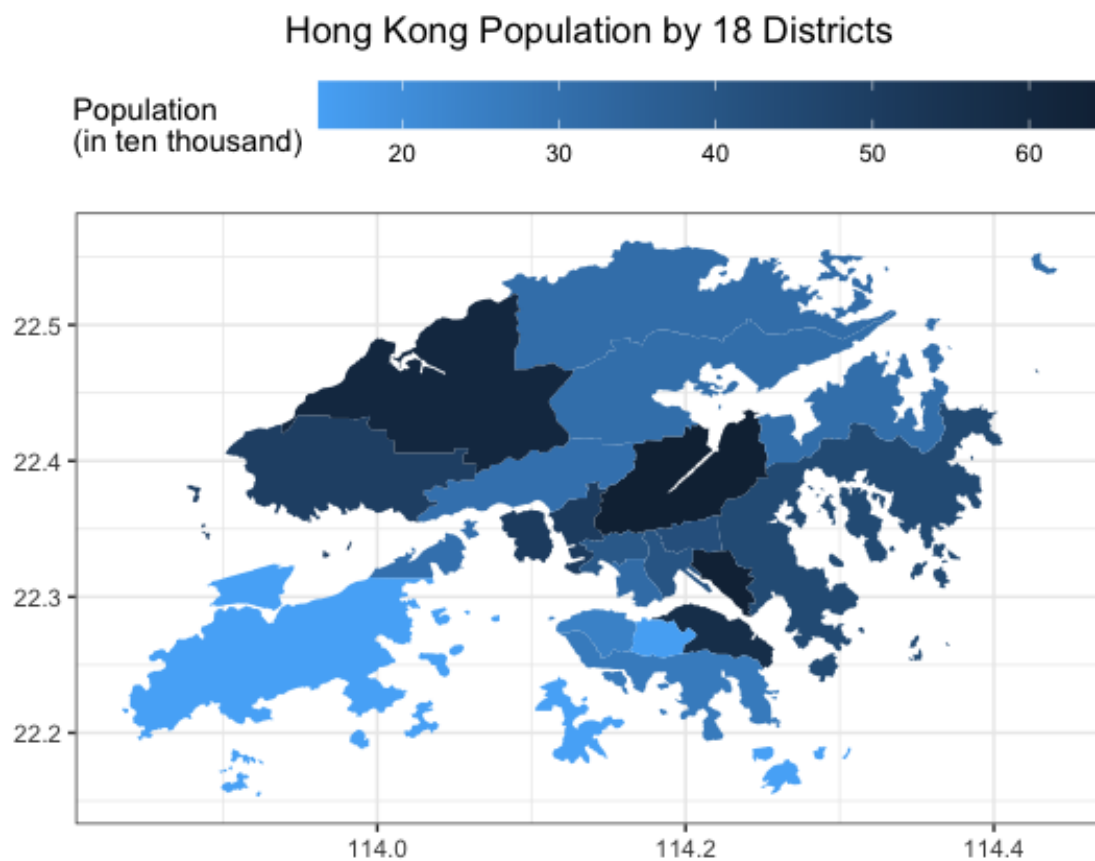 Hong Kong Population by 18 Districts
Population
(in ten thousand)
20 30 40 50 60
22.5
22.4
22.3
22.2
114.0 114.2 114.4